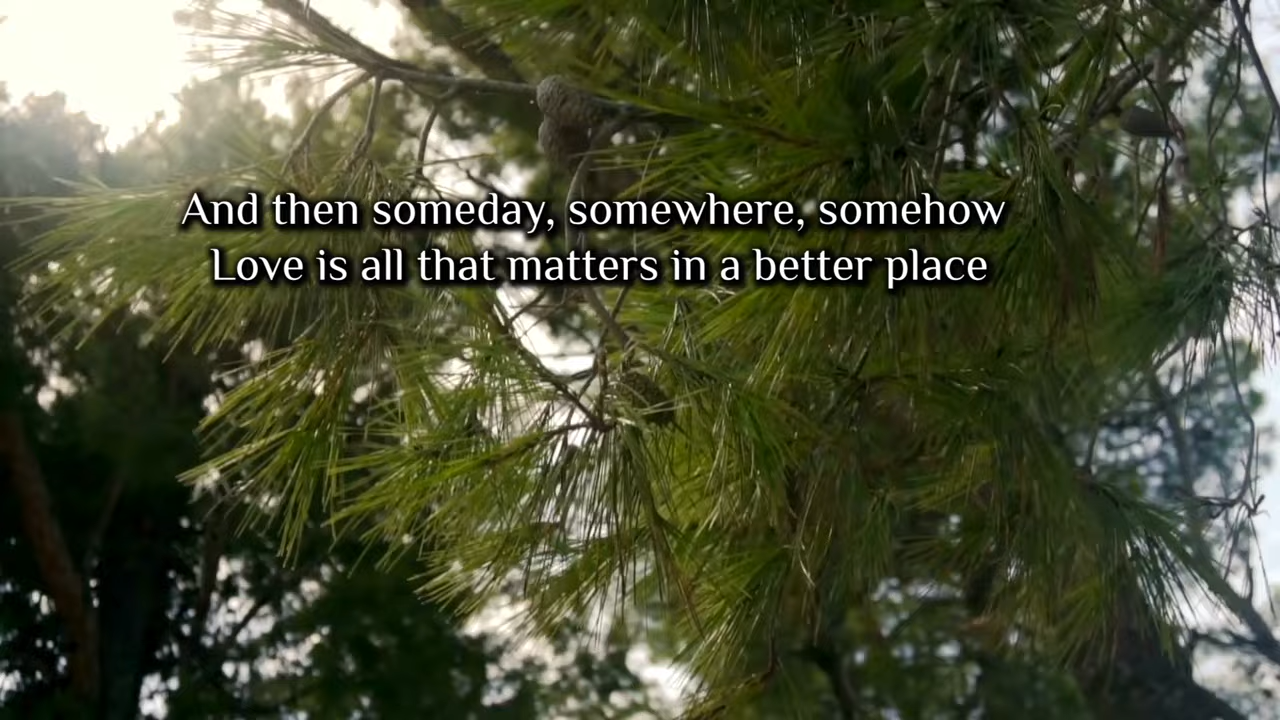 And then someday, somewhere, somehow
Love is all that matters in a better place